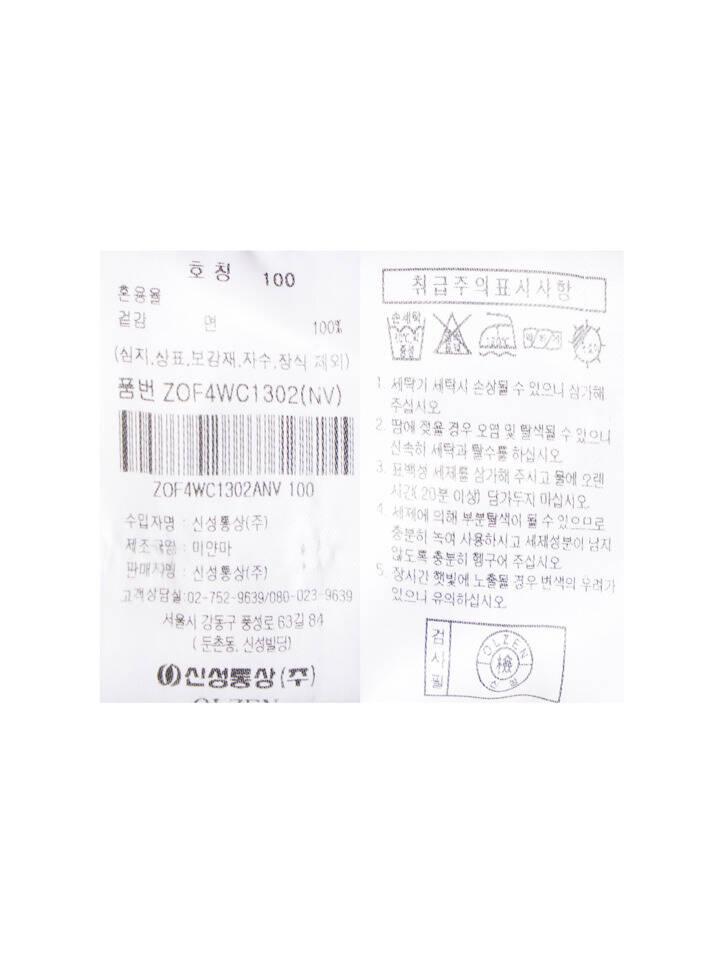 호칭 100
혼용율
겉감 면 100%
(심지,상표,보강재,자수,장식 제외)
품번 ZOF4WC1302(NV)
ZOF4WC1302ANV 100
수입자명 : 신성통상(주)
제조국명 : 미얀마
판매사명 : 신성통상(주)
고객상담실:02-752-9639/080-023-9639
서울시 강동구 풍성로 63길 84
(둔촌동, 신성빌딩)
신성통상(주)
OLZEN
취급주의표시사항
손세탁
중성
1. 세탁기 세탁시 손상될 수 있으니 삼가해
주십시오.
2. 땀에 젖을 경우 오염 및 탈색될 수 있으니
신속히 세탁과 탈수를 하십시오.
3. 표백성 세제를 삼가해 주시고 물에 오랜
시간(20분 이상) 담가두지 마십시오.
4. 세제에 의해 부분탈색이 될 수 있으므로
충분히 녹여 사용하시고 세제성분이 남지
않도록 충분히 헹구어 주십시오.
5. 장시간 햇빛에 노출될 경우 변색의 우려가
있으니 유의하십시오.
검사필
OLZEN
檢